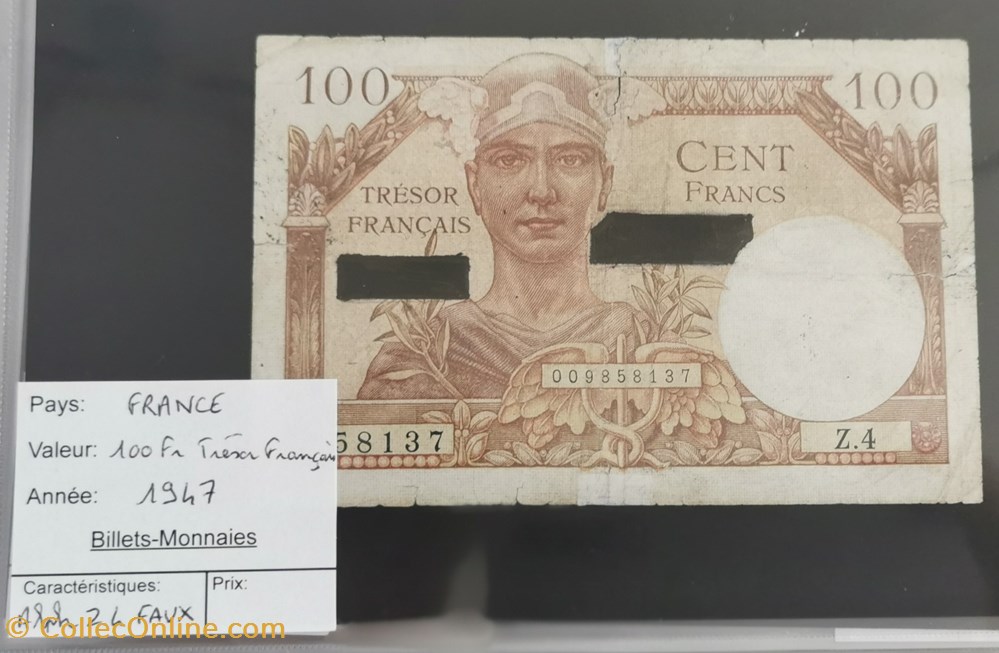 100
100
CENT
FRANCS
TRÉSOR
FRANÇAIS
009858137
58137
Z.4
Pays: FRANCE
Valeur: 100 Fr Trésor Français
Année: 1947
Billets-Monnaies
Caractéristiques:
Prix:
Z4 FAUX
© CollecOnline.com